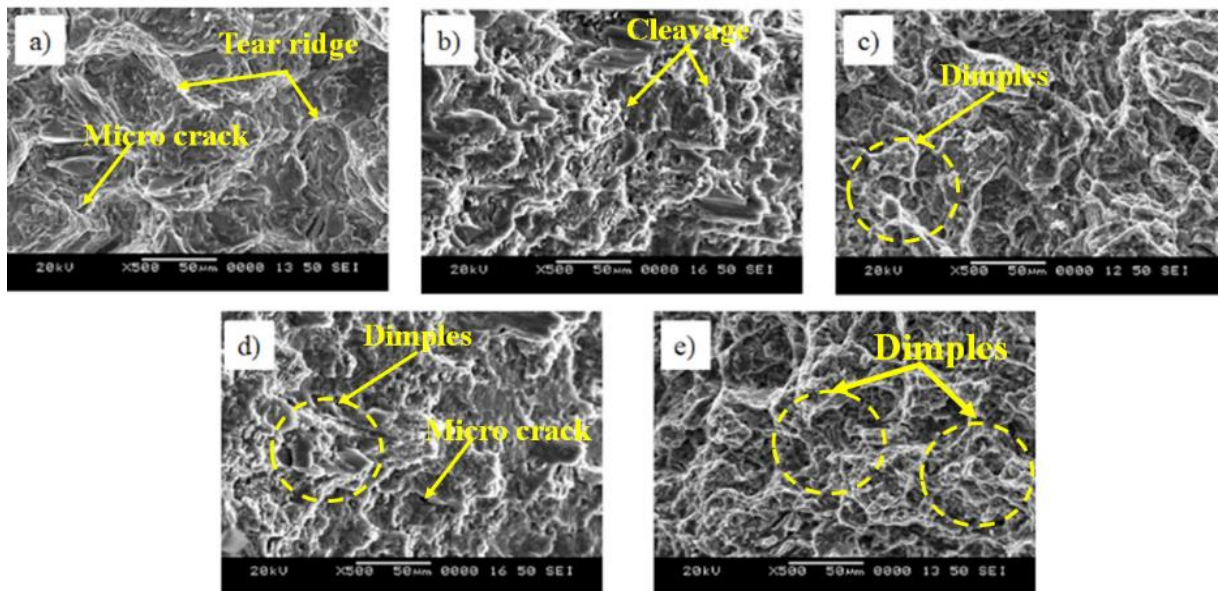 a)
Tear ridge
Micro crack
20kV X500 50μm 0000 13 50 SEI
b)
Cleavage
20kV X500 50μm 0000 16 50 SEI
c)
Dimples
20kV X500 50μm 0000 12 50 SEI
d)
Dimples
Micro crack
20kV X500 50μm 0000 16 50 SEI
e)
Dimples
20kV X500 50μm 0000 13 50 SEI